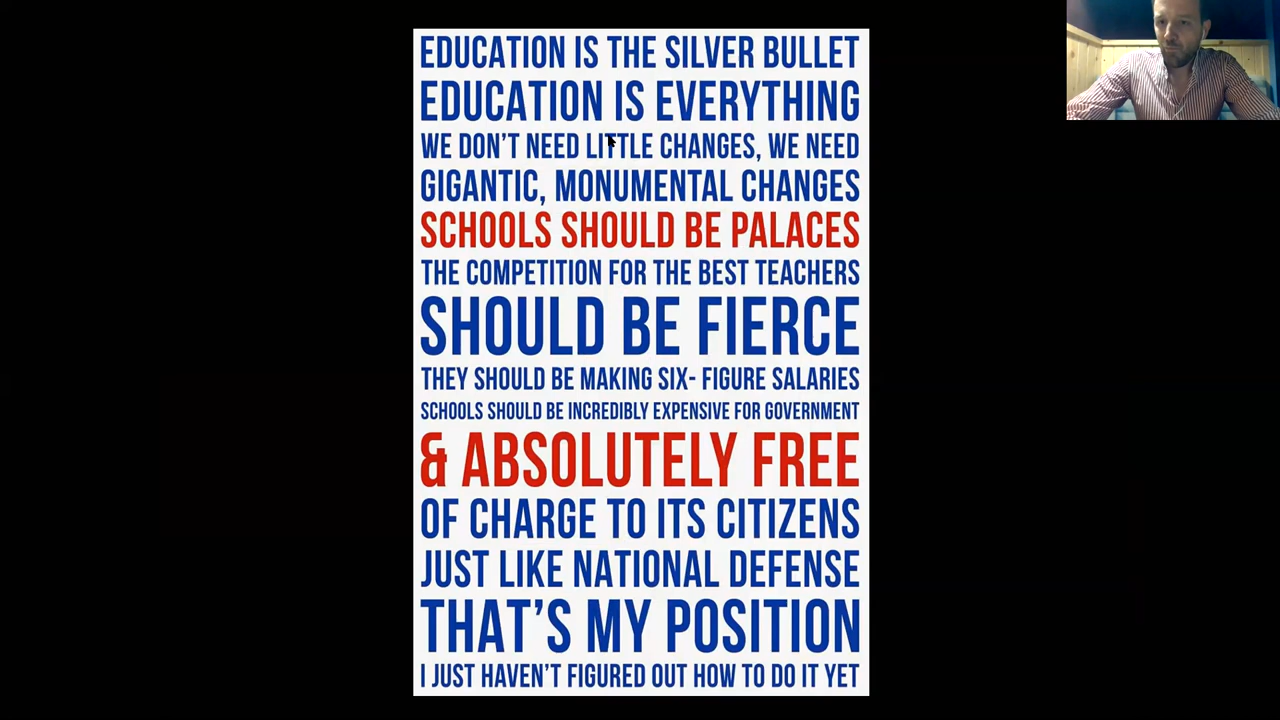 EDUCATION IS THE SILVER BULLET
EDUCATION IS EVERYTHING
WE DON'T NEED LITTLE CHANGES, WE NEED
GIGANTIC, MONUMENTAL CHANGES
SCHOOLS SHOULD BE PALACES
THE COMPETITION FOR THE BEST TEACHERS
SHOULD BE FIERCE
THEY SHOULD BE MAKING SIX- FIGURE SALARIES
SCHOOLS SHOULD BE INCREDIBLY EXPENSIVE FOR GOVERNMENT
& ABSOLUTELY FREE
OF CHARGE TO ITS CITIZENS
JUST LIKE NATIONAL DEFENSE
THAT'S MY POSITION
I JUST HAVEN'T FIGURED OUT HOW TO DO IT YET